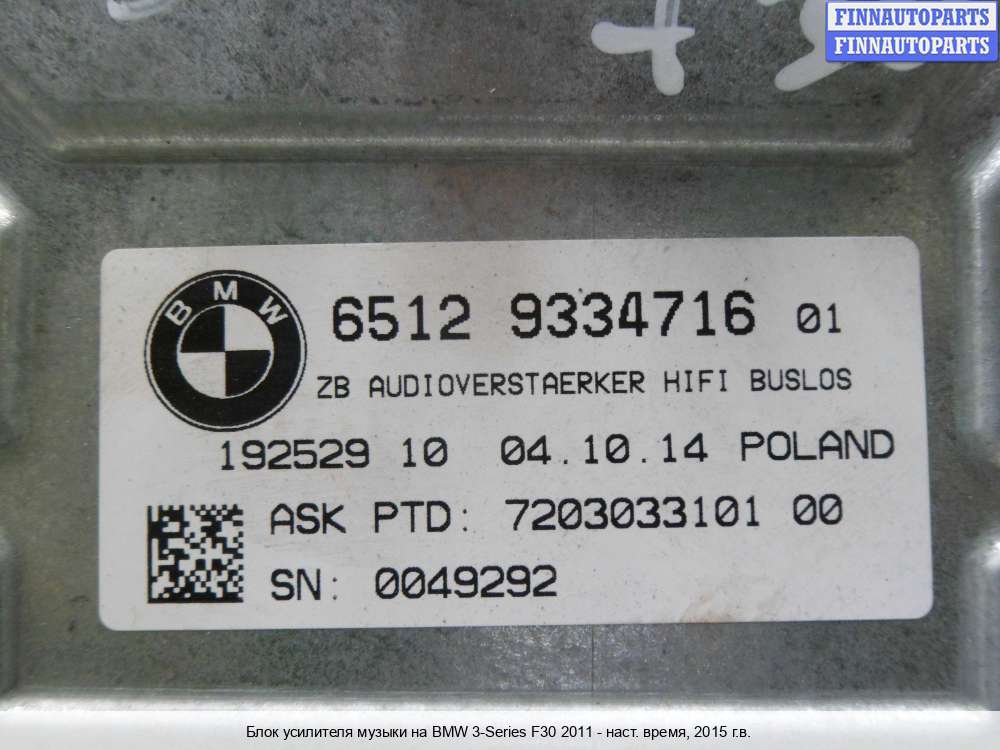 FINNAUTOPARTS
FINNAUTOPARTS
BMW
6512 9334716 01
ZB AUDIOVERSTAERKER HIFI BUSLOS
192529 10 04.10.14 POLAND
ASK PTD: 7203033101 00
SN: 0049292
Блок усилителя музыки на BMW 3-Series F30 2011 - наст. время, 2015 г.в.